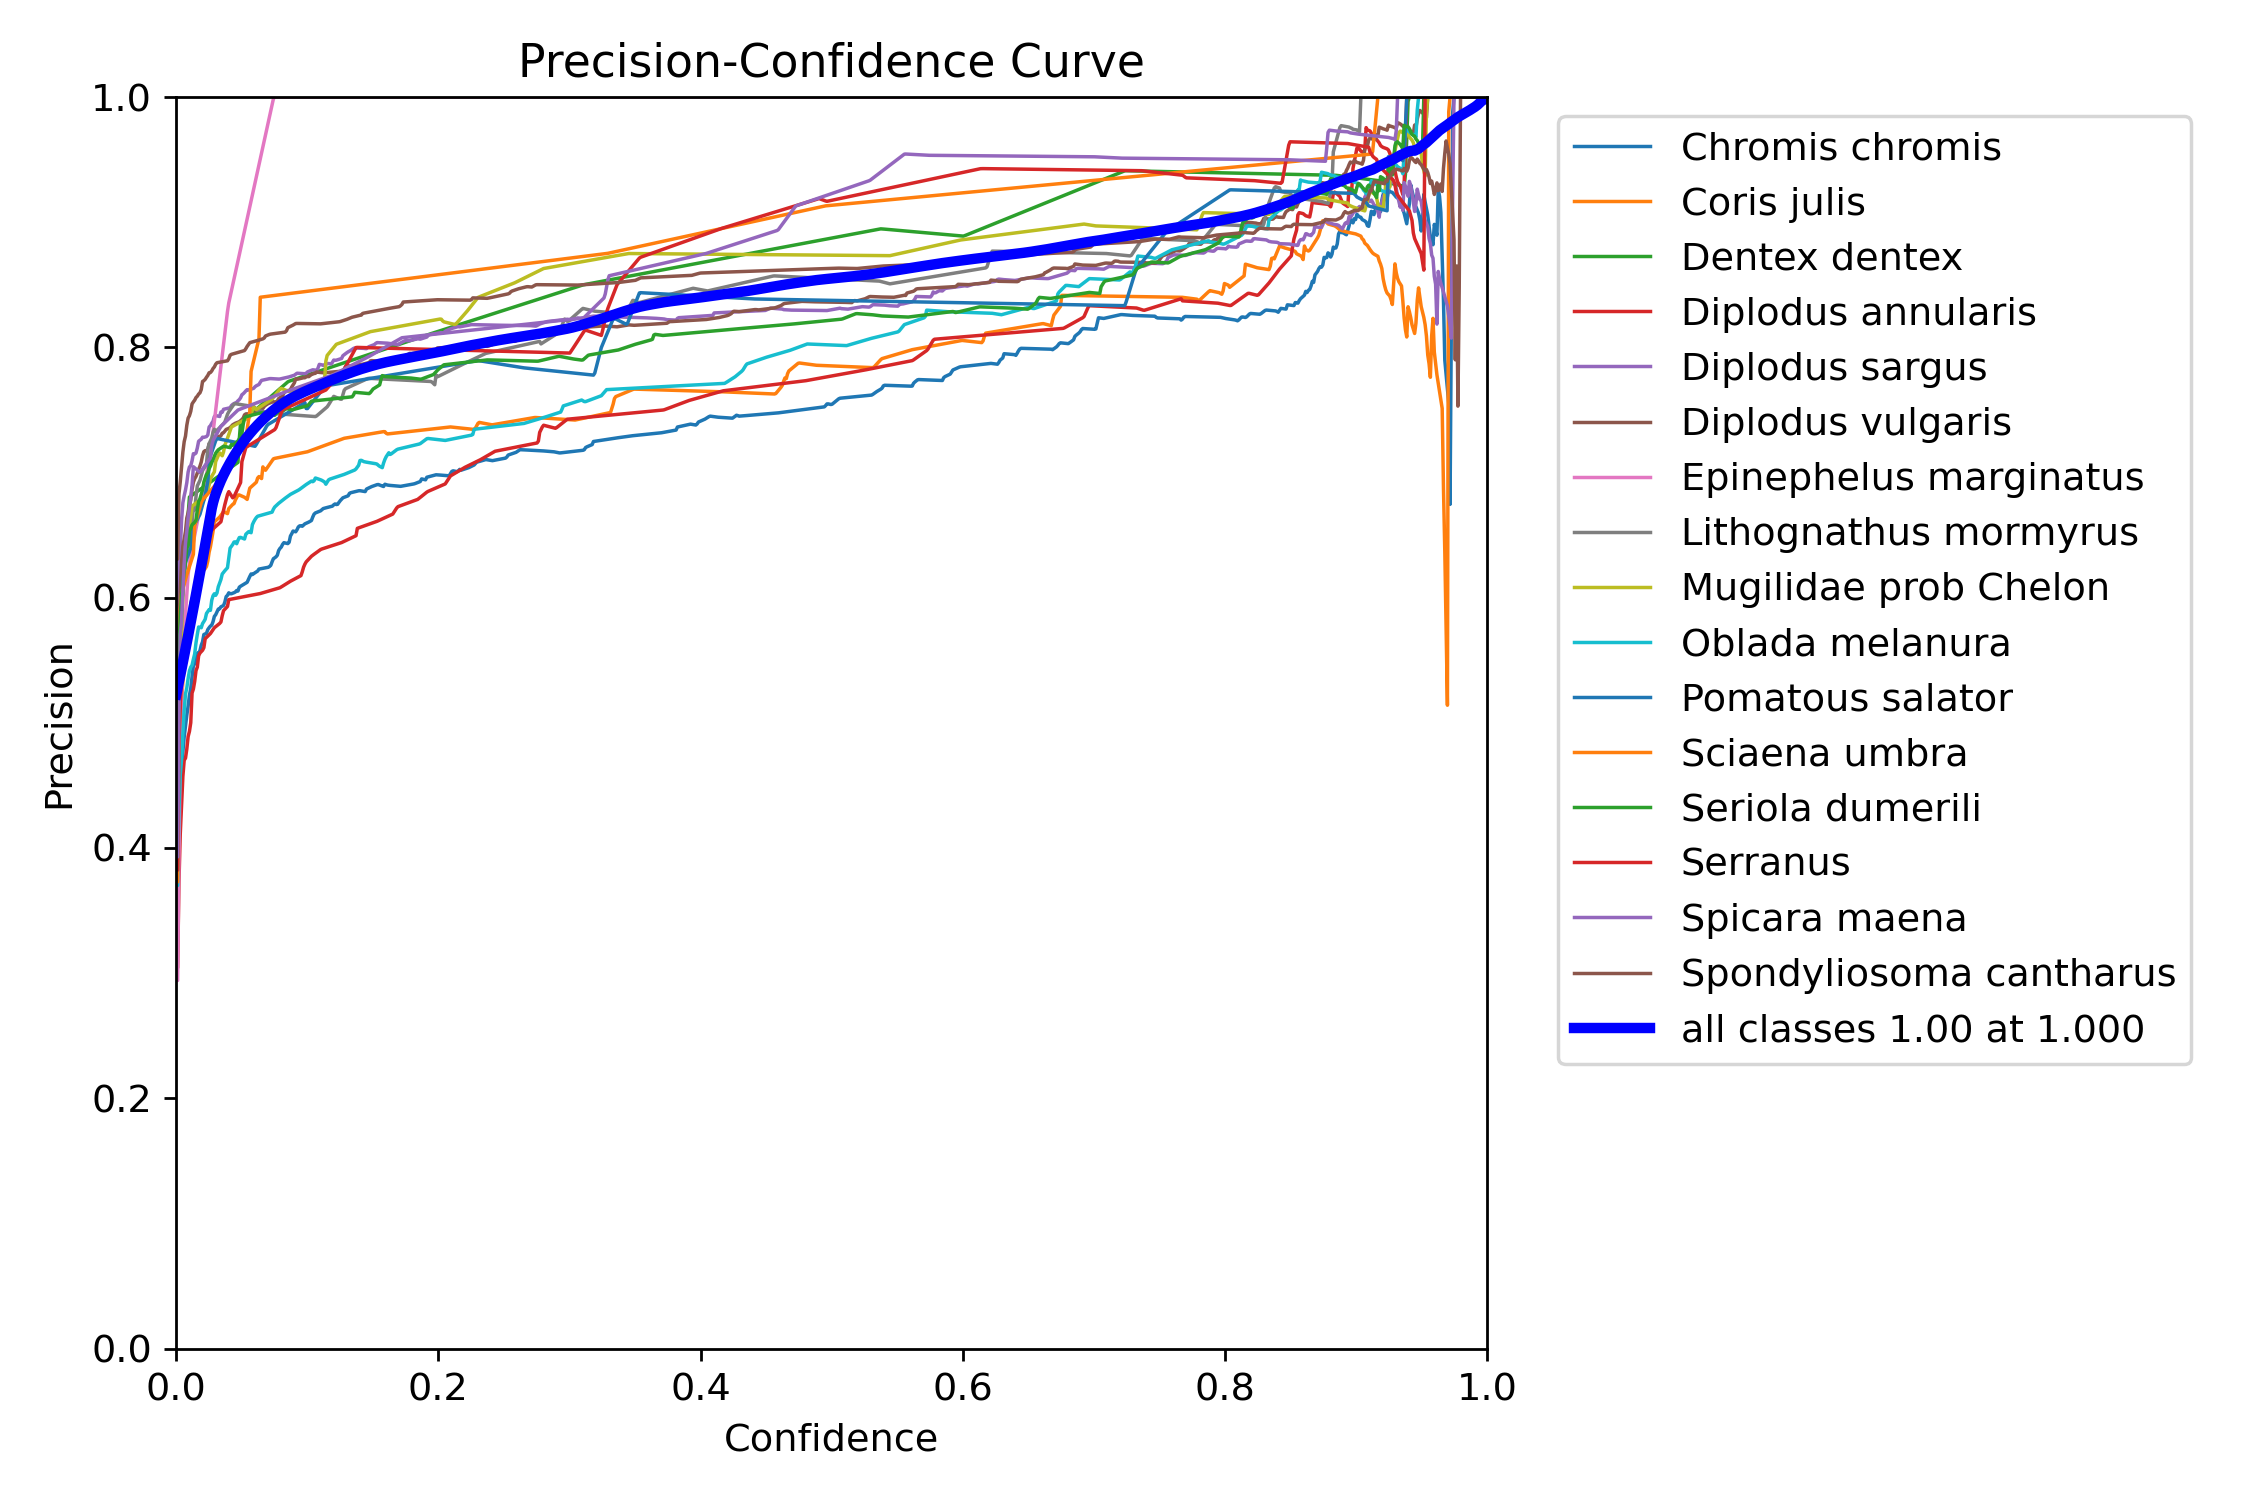 Precision-Confidence Curve
1.0
0.8
0.6
0.4
0.2
0.0
Precision
0.0 0.2 0.4 0.6 0.8 1.0
Confidence
Chromis chromis
Coris julis
Dentex dentex
Diplodus annularis
Diplodus sargus
Diplodus vulgaris
Epinephelus marginatus
Lithognathus mormyrus
Mugilidae prob Chelon
Oblada melanura
Pomatous salator
Sciaena umbra
Seriola dumerili
Serranus
Spicara maena
Spondyliosoma cantharus
all classes 1.00 at 1.000